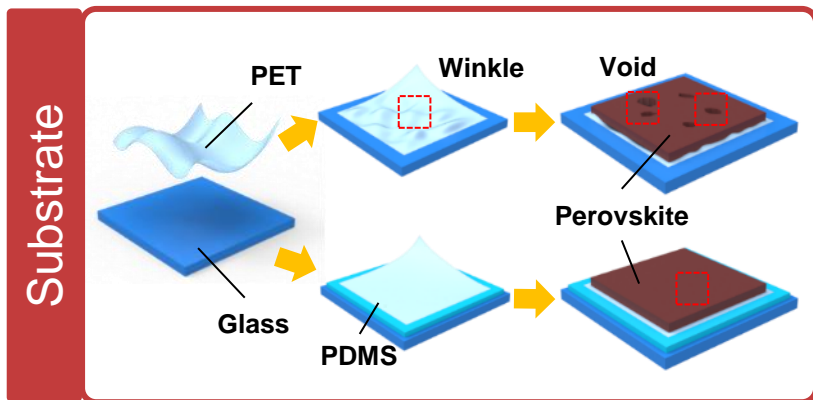 Substrate
PET
Winkle
Void
Glass
PDMS
Perovskite